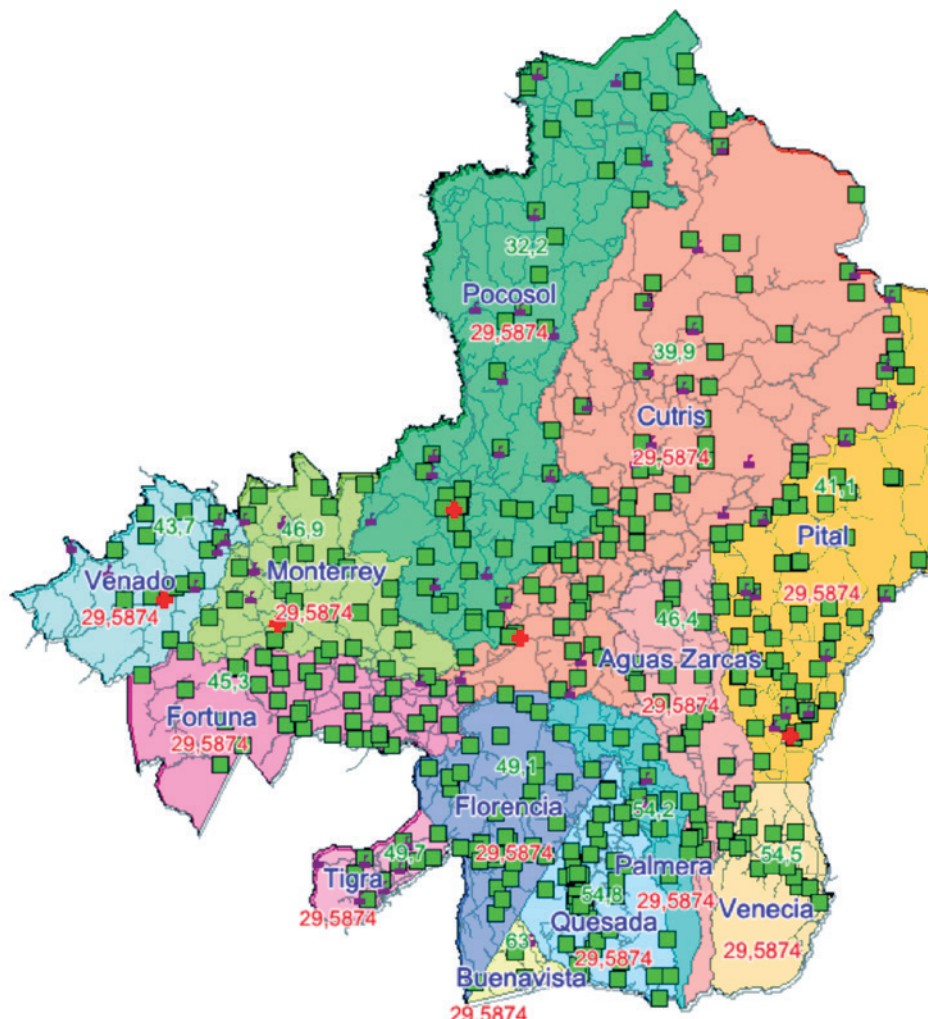 32,2
Pocosol
29,5874
39,9
Cutris
29,5874
41,1
Pital
29,5874
43,7
Vénado
29,5874
46,9
Monterrey
29,5874
46,4
Aguas Zarcas
29,5874
45,3
Fortuna
29,5874
49,1
Florencia
29,5874
54,2
Palmera
29,5874
49,7
Tigra
29,5874
54,8
Quesada
29,5874
54,5
Venecia
29,5874
63
Buenavista
29,5874